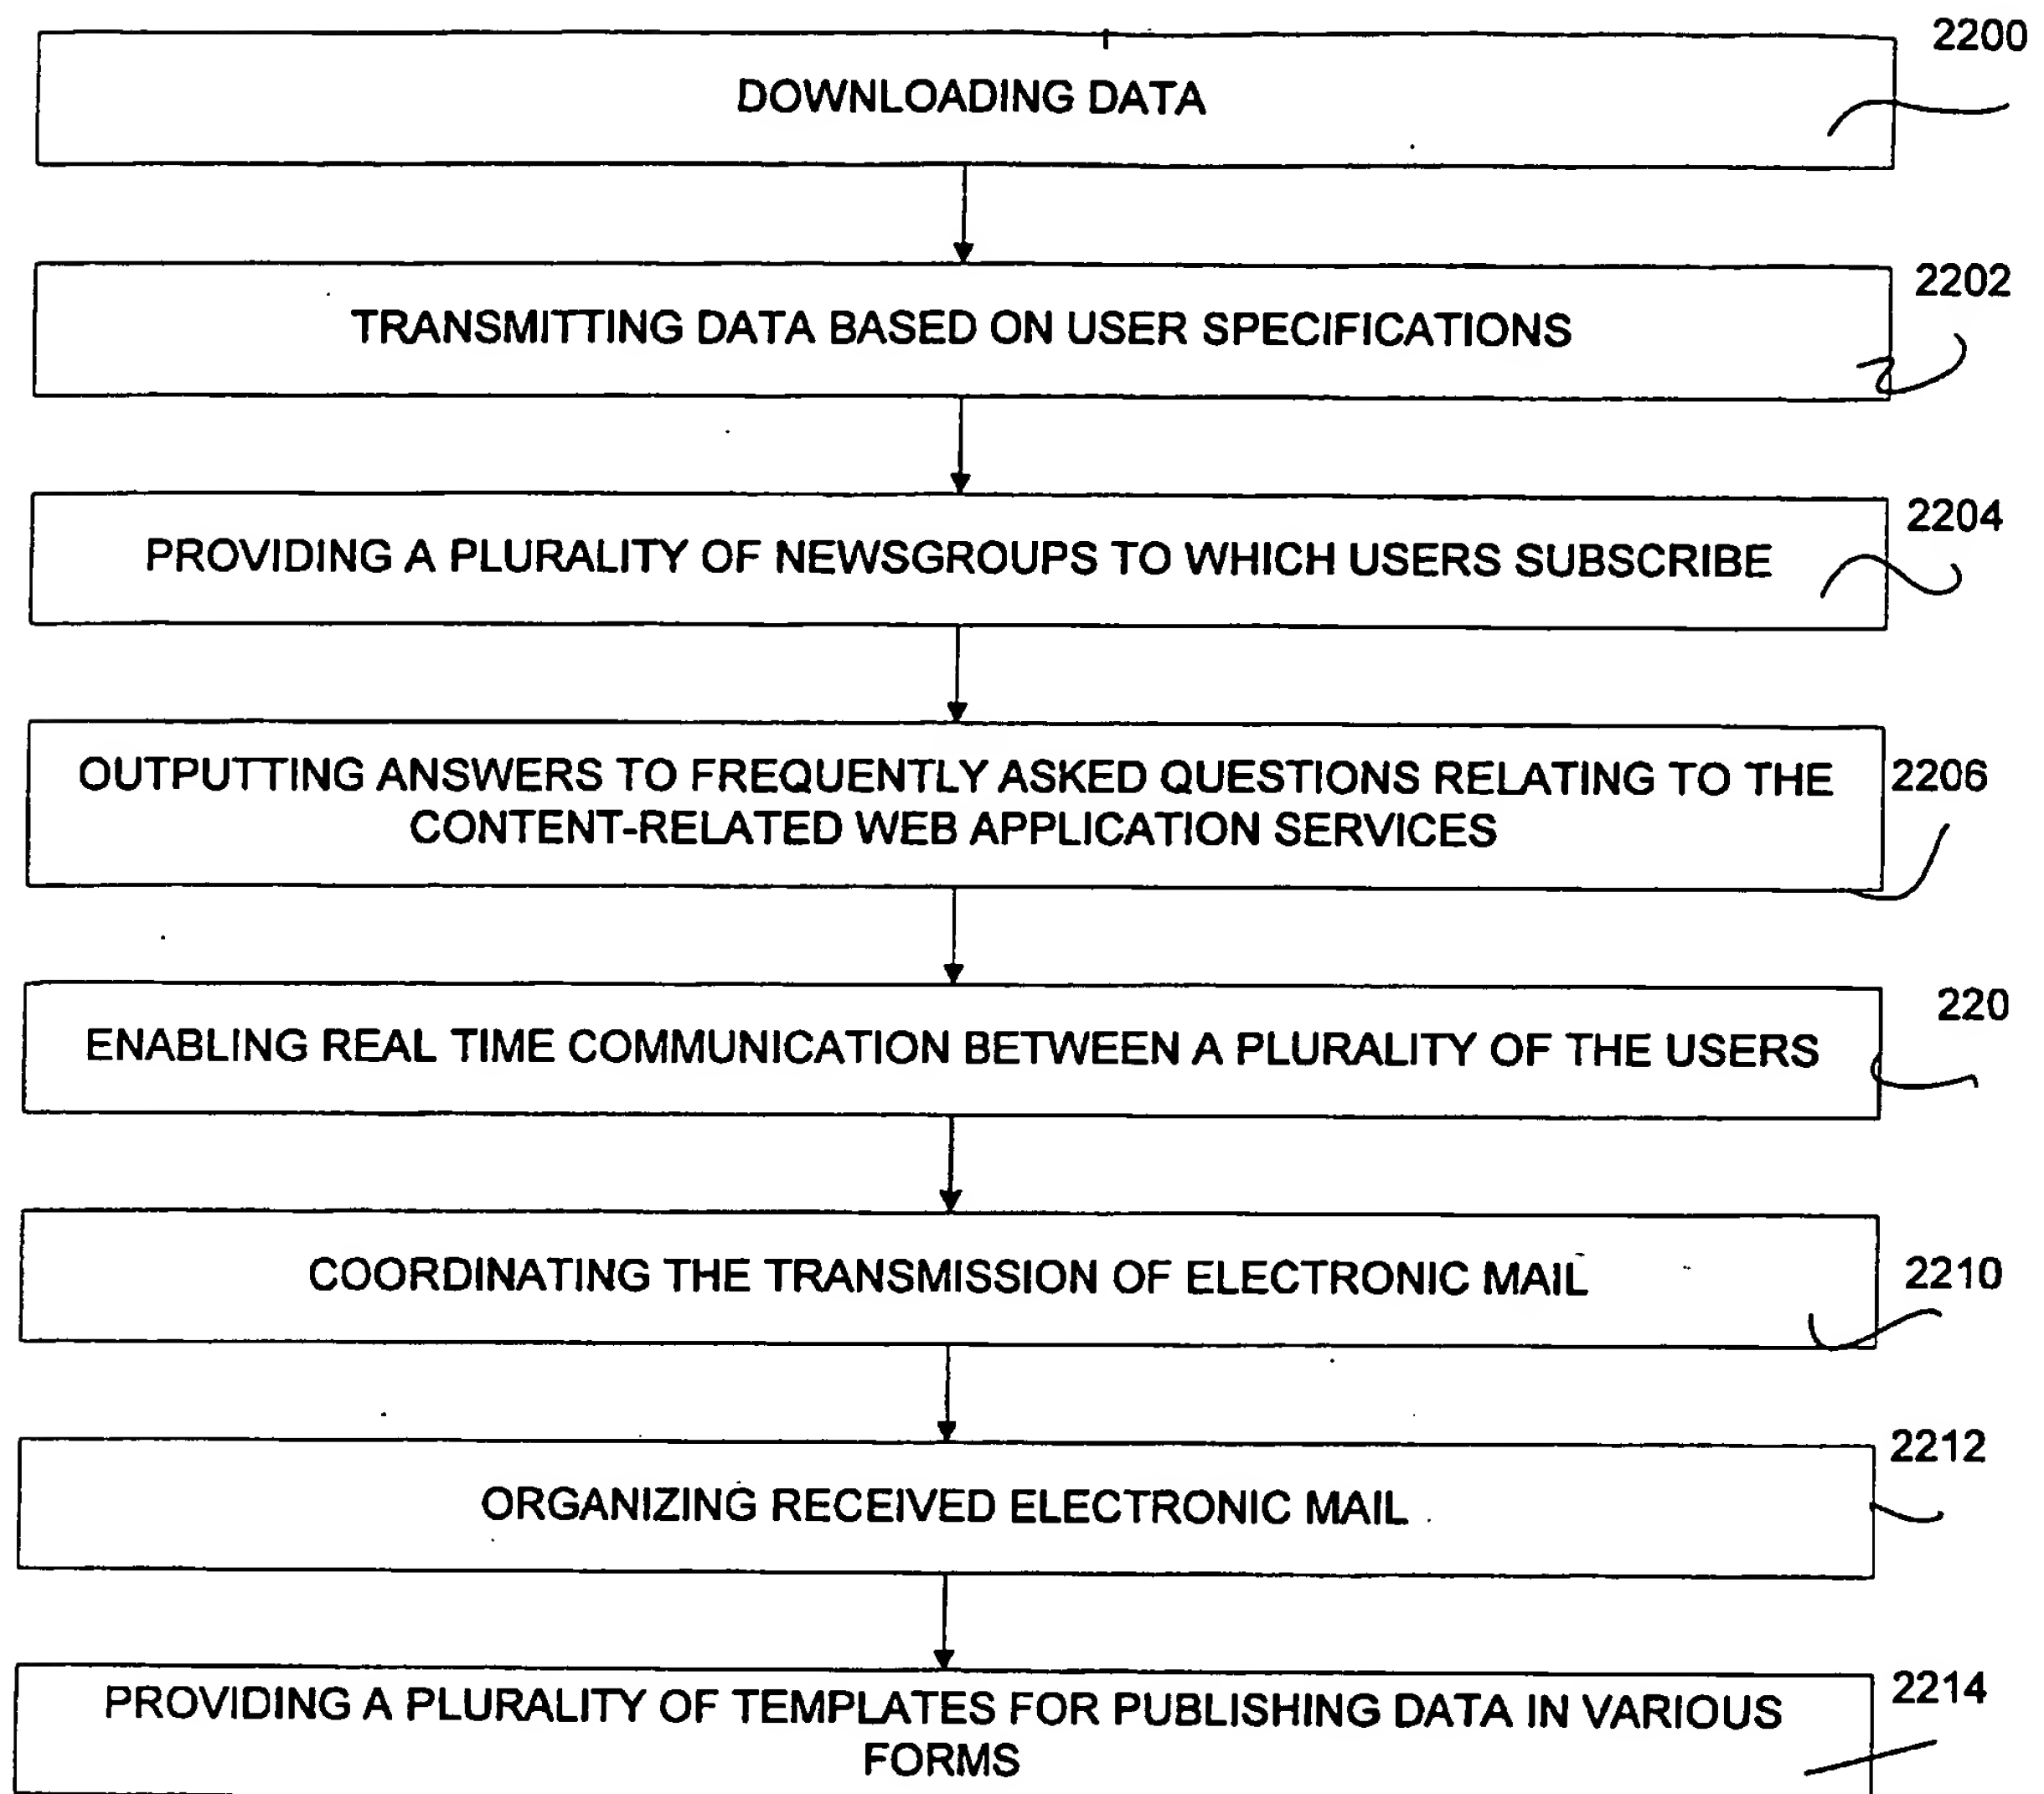 2200
DOWNLOADING DATA
2202
TRANSMITTING DATA BASED ON USER SPECIFICATIONS
2204
PROVIDING A PLURALITY OF NEWSGROUPS TO WHICH USERS SUBSCRIBE
OUTPUTTING ANSWERS TO FREQUENTLY ASKED QUESTIONS RELATING TO THE
2206
CONTENT-RELATED WEB APPLICATION SERVICES
220
ENABLING REAL TIME COMMUNICATION BETWEEN A PLURALITY OF THE USERS
COORDINATING THE TRANSMISSION OF ELECTRONIC MAIL
2210
2212
ORGANIZING RECEIVED ELECTRONIC MAIL
2214
PROVIDING A PLURALITY OF TEMPLATES FOR PUBLISHING DATA IN VARIOUS
FORMS